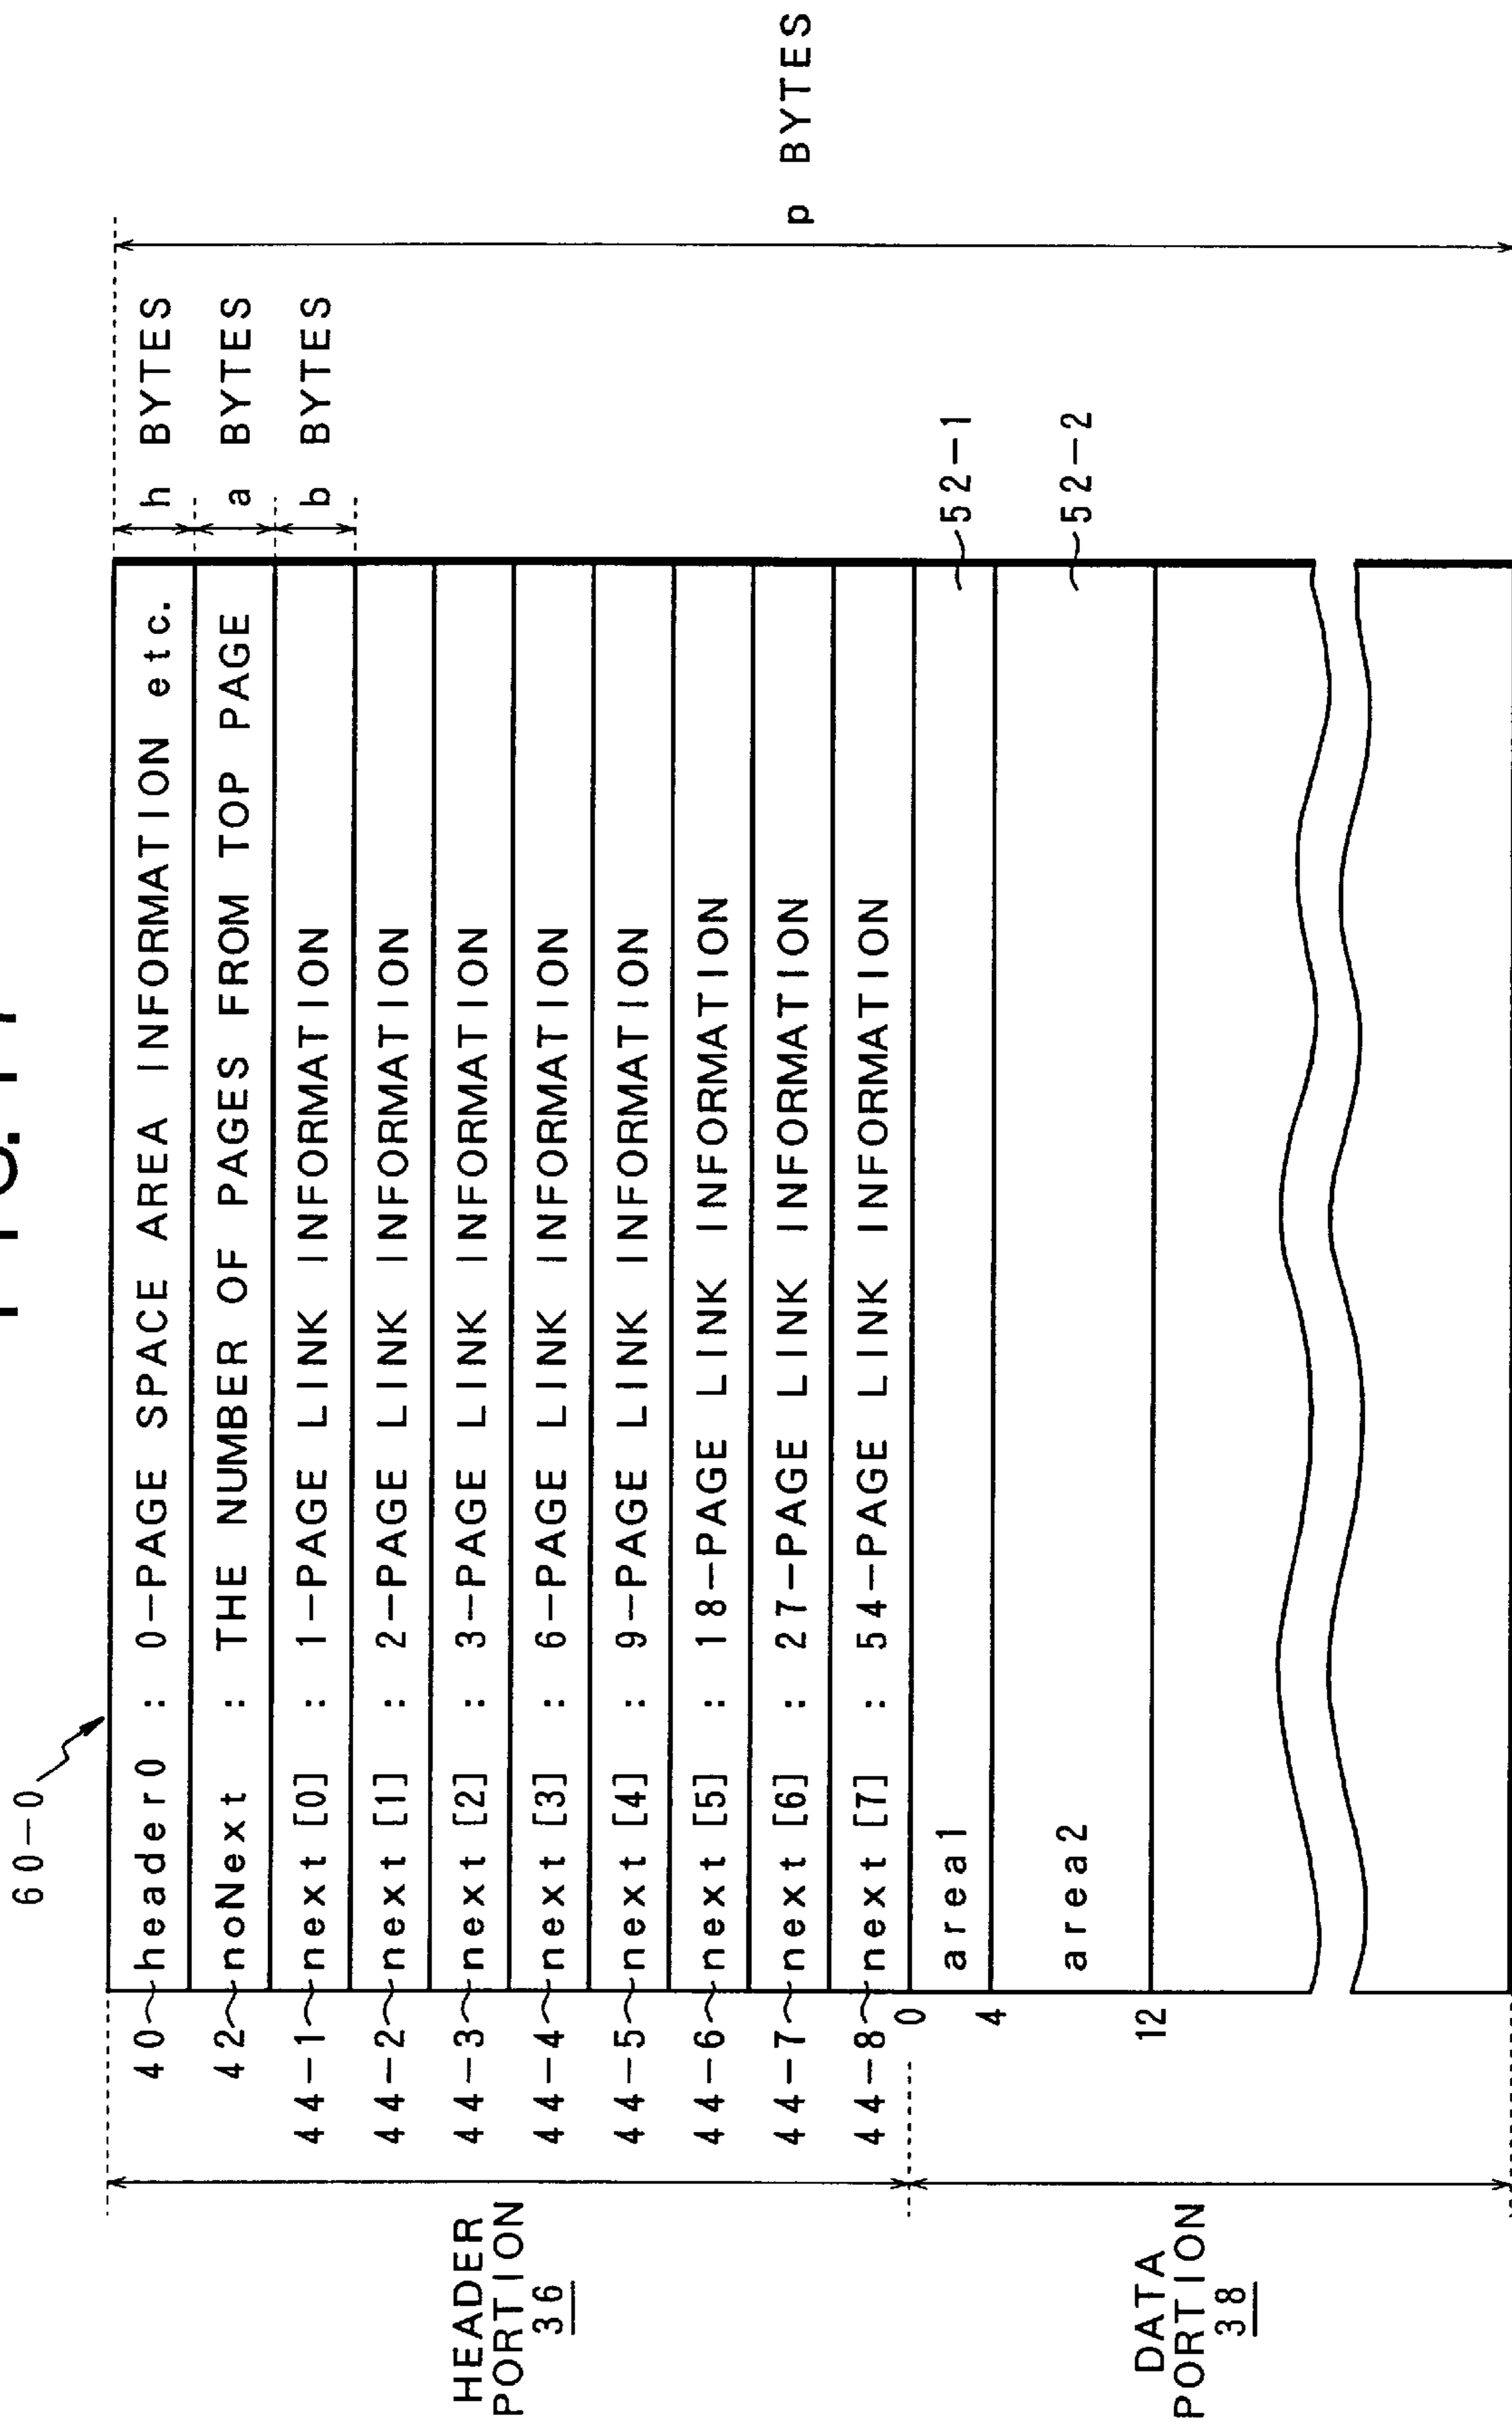 60-0
40 header0 : 0-PAGE SPACE AREA INFORMATION etc.
42 noNext : THE NUMBER OF PAGES FROM TOP PAGE
44-1 next [0] : 1-PAGE LINK INFORMATION
44-2 next [1] : 2-PAGE LINK INFORMATION
44-3 next [2] : 3-PAGE LINK INFORMATION
44-4 next [3] : 6-PAGE LINK INFORMATION
44-5 next [4] : 9-PAGE LINK INFORMATION
44-6 next [5] : 18-PAGE LINK INFORMATION
44-7 next [6] : 27-PAGE LINK INFORMATION
44-8 next [7] : 54-PAGE LINK INFORMATION
0
area1
52-1
4
area2
52-2
12
h BYTES
a BYTES
b BYTES
p BYTES
HEADER
PORTION
36
DATA
PORTION
38